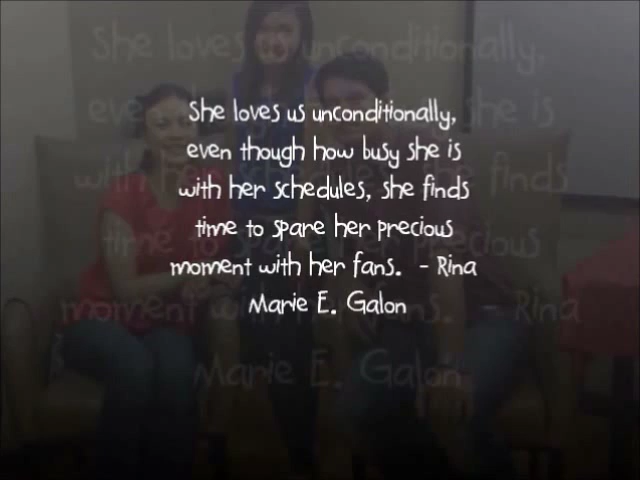 She loves us unconditionally,
even though how busy she is
with her schedules, she finds
time to spare her precious
moment with her fans.  - Rina
Marie E. Galon